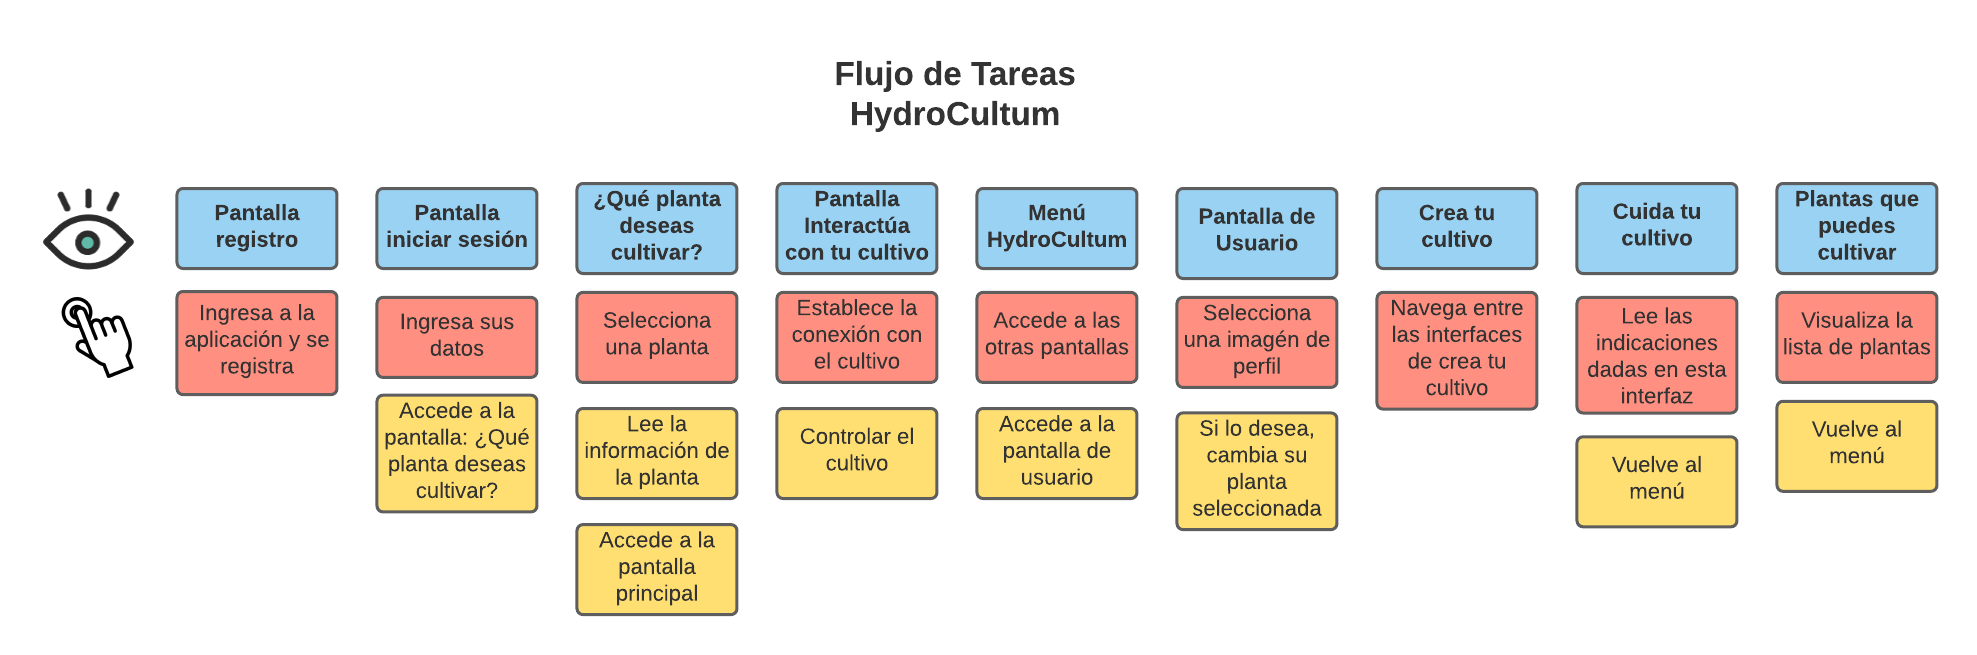 Flujo de Tareas
HydroCultum
Pantalla
registro
Pantalla
iniciar sesión
¿Qué planta
deseas
cultivar?
Pantalla
Interactúa
con tu cultivo
Menú
HydroCultum
Pantalla de
Usuario
Crea tu
cultivo
Cuida tu
cultivo
Plantas que
puedes
cultivar
Ingresa a la
aplicación y se
registra
Ingresa sus
datos
Selecciona
una planta
Establece la
conexión con
el cultivo
Accede a las
otras pantallas
Selecciona
una imagén de
perfil
Navega entre
las interfaces
de crea tu
cultivo
Lee las
indicaciones
dadas en esta
interfaz
Visualiza la
lista de plantas
Accede a la
pantalla: ¿Qué
planta deseas
cultivar?
Lee la
información de
la planta
Controlar el
cultivo
Accede a la
pantalla de
usuario
Si lo desea,
cambia su
planta
seleccionada
Vuelve al
menú
Vuelve al
menú
Accede a la
pantalla
principal